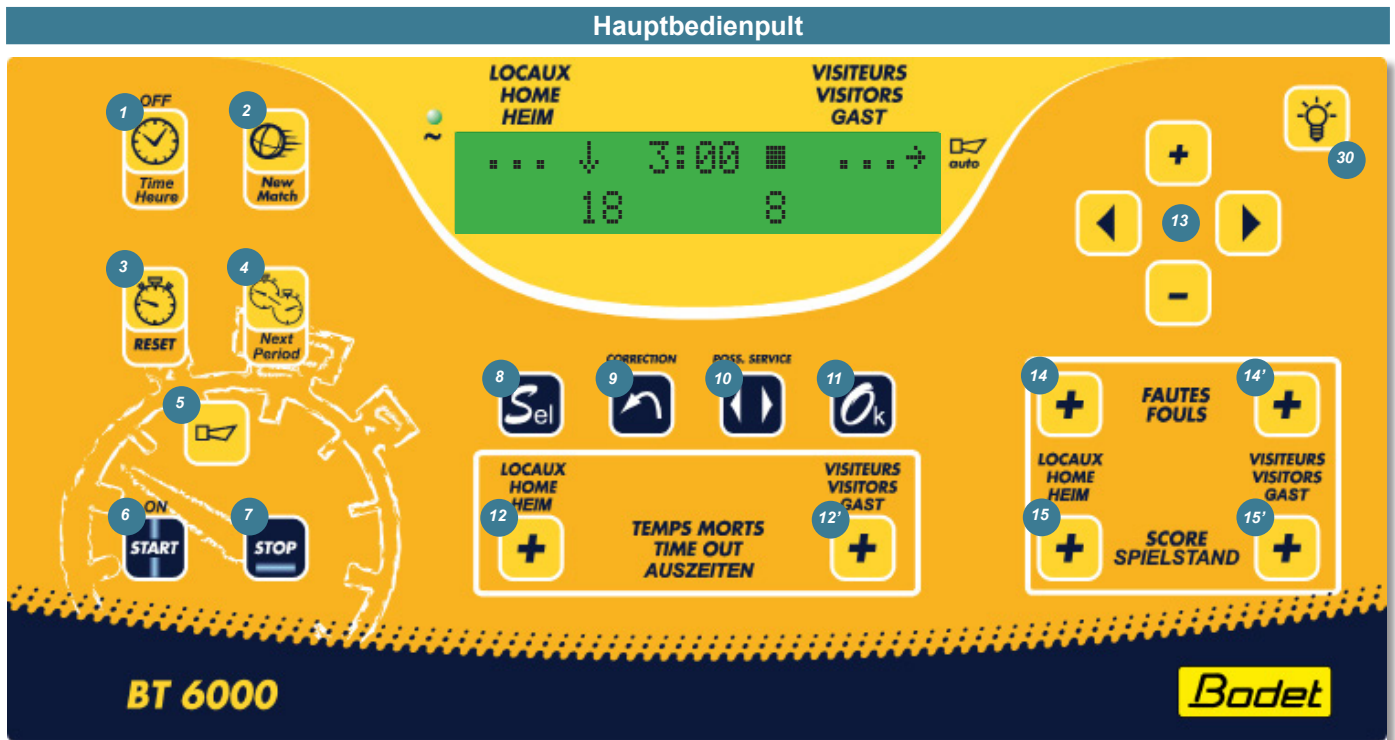 Hauptbedienpult
LOCAUX
HOME
HEIM
VISITEURS
VISITORS
GAST
~
... ↓ 3:00 ■ ...→
18 8
auto
OFF
1
Time
Heure
2
New
Match
30
+
13
-
3
RESET
4
Next
Period
5
6
ON
START
7
STOP
8
Sel
CORRECTION
9
POSS. SERVICE
10
11
Ok
LOCAUX
HOME
HEIM
12
+
TEMPS MORTS
TIME OUT
AUSZEITEN
VISITEURS
VISITORS
GAST
12’
+
14
+
FAUTES
FOULS
14’
+
LOCAUX
HOME
HEIM
VISITEURS
VISITORS
GAST
15
+
SCORE
SPIELSTAND
15’
+
BT 6000
Bodet